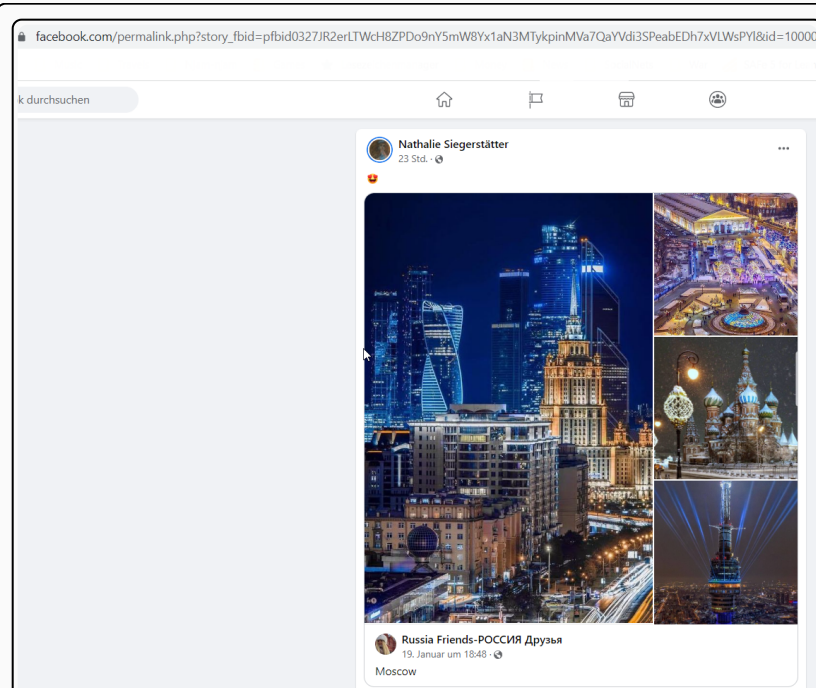 facebook.com/permalink.php?story_fbid=pfbid0327JR2erLTWcH8ZPDo9nY5mW8Yx1aN3MTykpinMVa7QaYVdi3SPeabEDh7xVLWsPYl&id=10000
k durchsuchen
Nathalie Siegerstätter
23 Std. ·
Russia Friends-РОССИЯ Друзья
19. Januar um 18:48 ·
Moscow